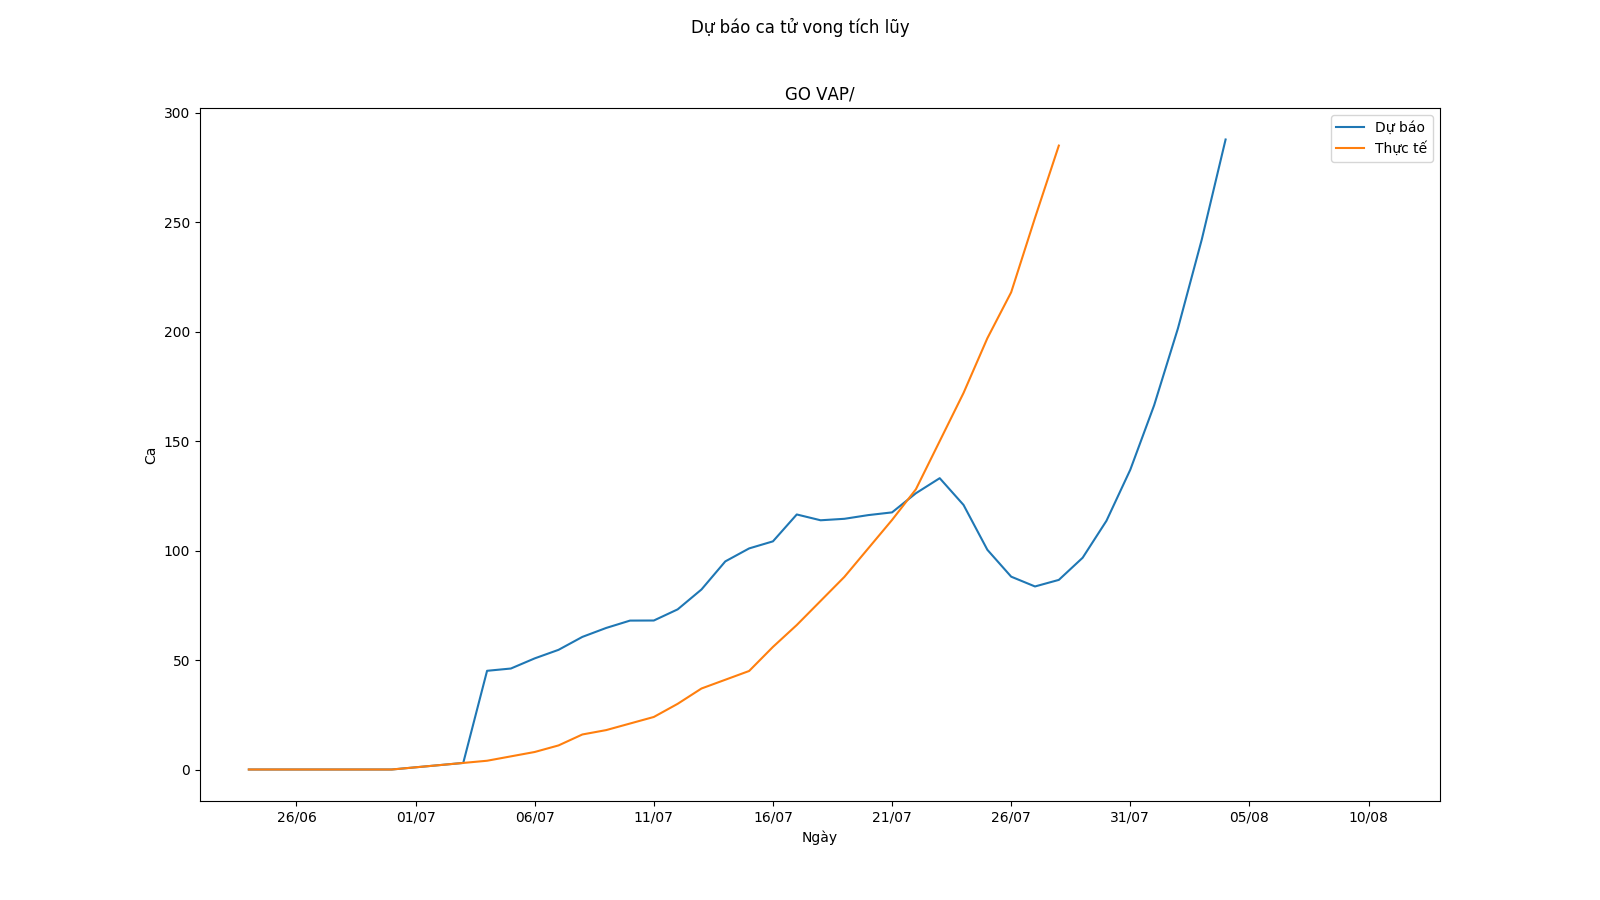 Dự báo ca tử vong tích lũy
GO VAP/
Dự báo
Thực tế
300
250
200
150
100
50
0
Ca
26/06 01/07 06/07 11/07 16/07 21/07 26/07 31/07 05/08 10/08
Ngày